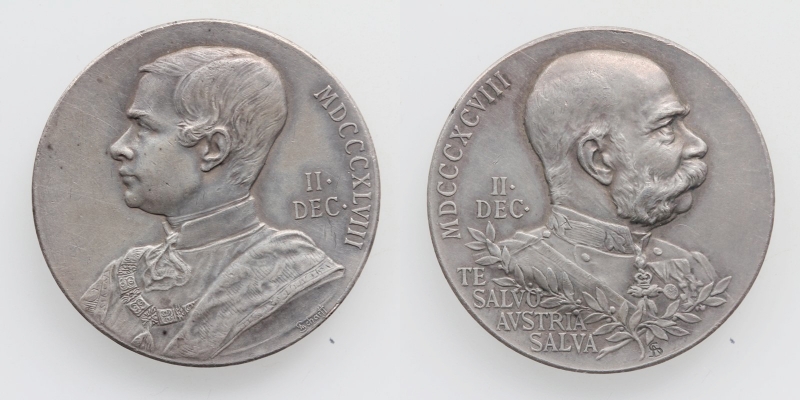 MDCCCXLVIII
II·
DEC·
MDCCCXCVIII
II·
DEC·
TE
SALVO
AVSTRIA
SALVA